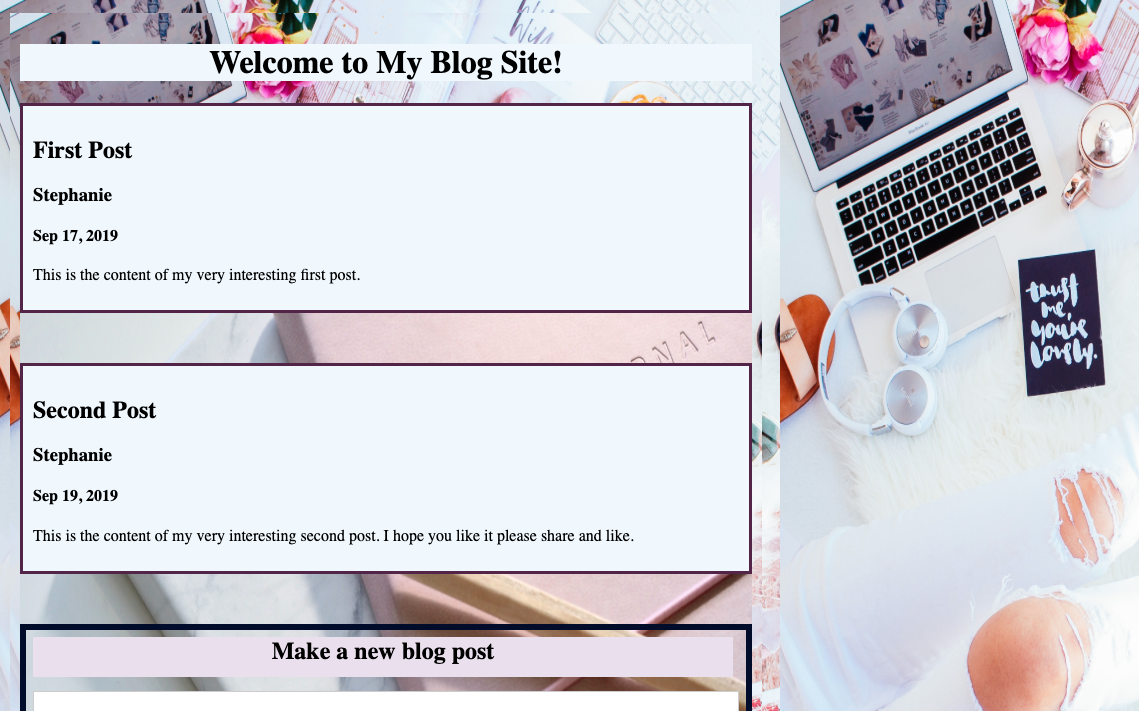 Welcome to My Blog Site!
First Post
Stephanie
Sep 17, 2019
This is the content of my very interesting first post.
Second Post
Stephanie
Sep 19, 2019
This is the content of my very interesting second post. I hope you like it please share and like.
Make a new blog post
trust
me,
you're
lovely.